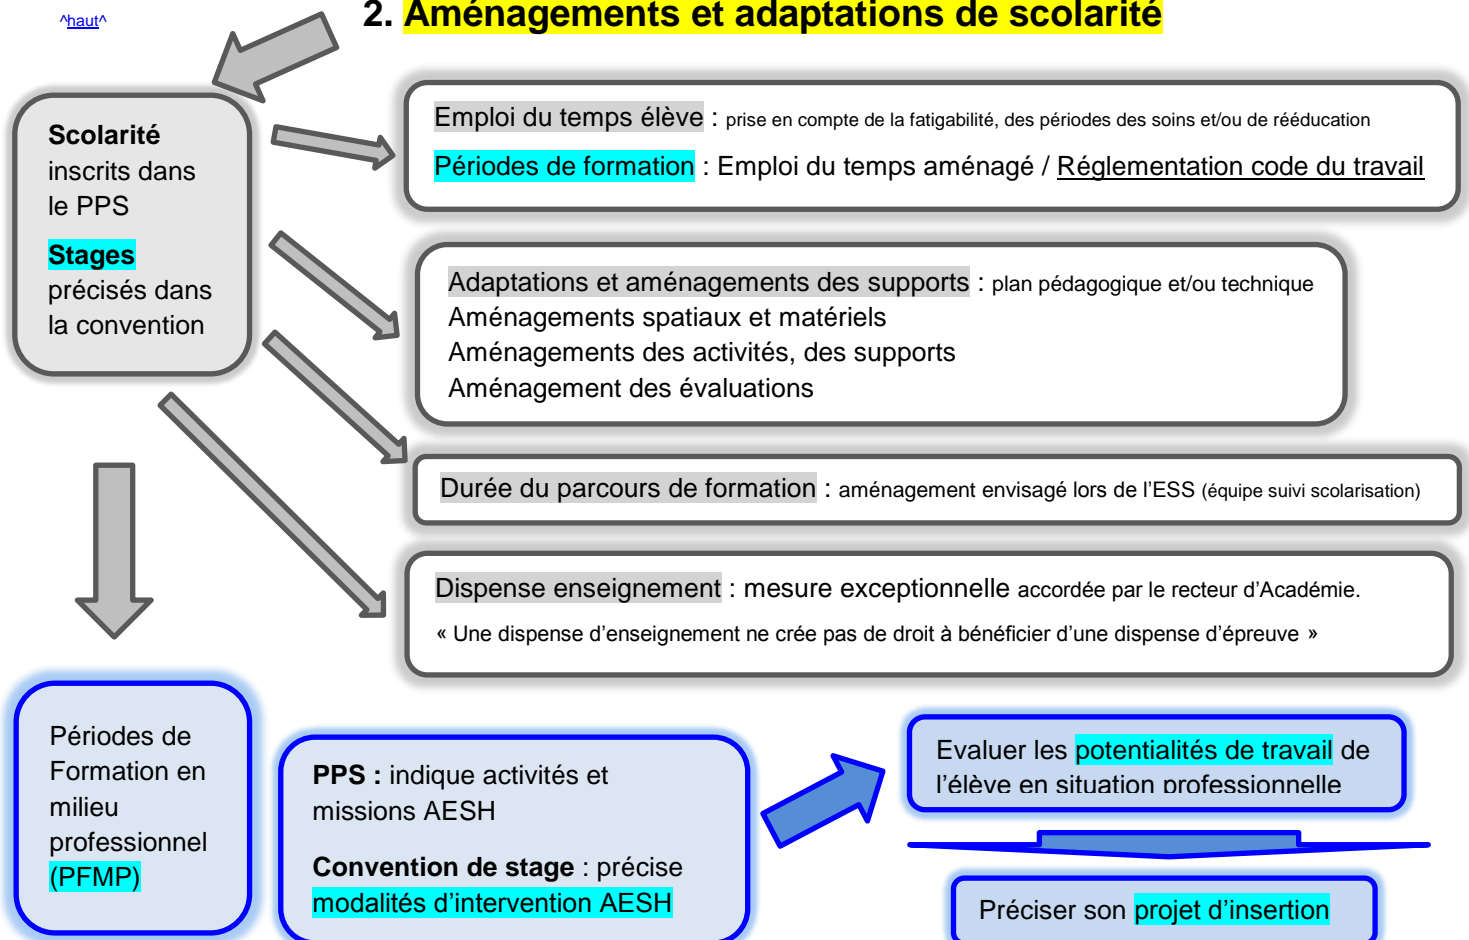 ^haut^
2. Aménagements et adaptations de scolarité
Scolarité
inscrits dans
le PPS
Stages
précisés dans
la convention
Emploi du temps élève : prise en compte de la fatigabilité, des périodes des soins et/ou de rééducation
Périodes de formation : Emploi du temps aménagé / Réglementation code du travail
Adaptations et aménagements des supports : plan pédagogique et/ou technique
Aménagements spatiaux et matériels
Aménagements des activités, des supports
Aménagement des évaluations
Durée du parcours de formation : aménagement envisagé lors de l’ESS (équipe suivi scolarisation)
Dispense enseignement : mesure exceptionnelle accordée par le recteur d’Académie.
« Une dispense d’enseignement ne crée pas de droit à bénéficier d’une dispense d’épreuve »
Périodes de
Formation en
milieu
professionnel
(PFMP)
PPS : indique activités et
missions AESH
Convention de stage : précise
modalités d’intervention AESH
Evaluer les potentialités de travail de
l’élève en situation professionnelle
Préciser son projet d’insertion